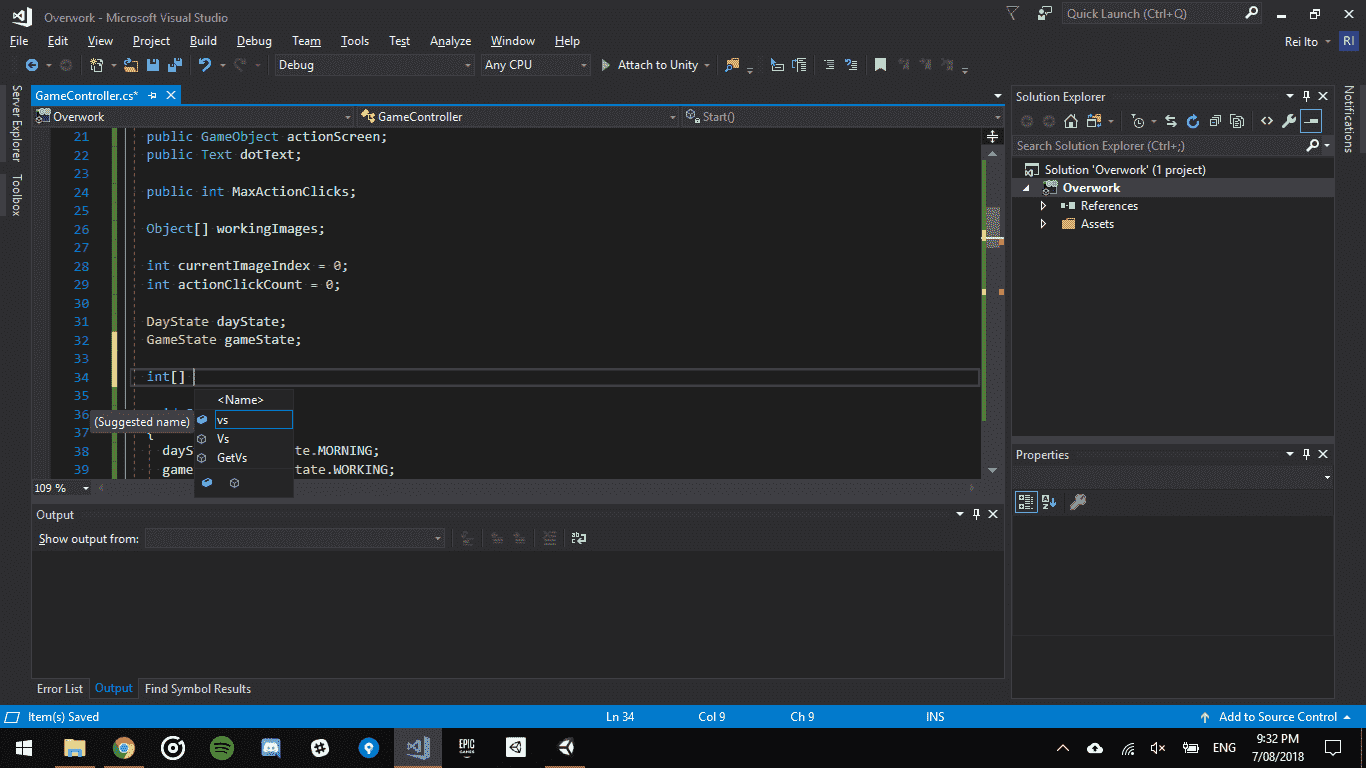 Overwork - Microsoft Visual Studio
Quick Launch (Ctrl+Q)
File Edit View Project Build Debug Team Tools Test Analyze Window Help
Rei Ito RI
Debug Any CPU Attach to Unity
Server Explorer
Toolbox
GameController.cs*
Overwork GameController Start()
21 public GameObject actionScreen;
22 public Text dotText;
23
24 public int MaxActionClicks;
25
26 Object[] workingImages;
27
28 int currentImageIndex = 0;
29 int actionClickCount = 0;
30
31 DayState dayState;
32 GameState gameState;
33
34 int[]
35 <Name>
36 (Suggested name) vs
37 { Vs
38 dayS te.MORNING;
GetVs
39 game tate.WORKING;
109 %
Output
Show output from:
Error List Output Find Symbol Results
Solution Explorer
Search Solution Explorer (Ctrl+;)
Solution 'Overwork' (1 project)
Overwork
References
Assets
Properties
Notifications
Item(s) Saved Ln 34 Col 9 Ch 9 INS Add to Source Control
EPIC GAMES
ENG
9:32 PM
7/08/2018